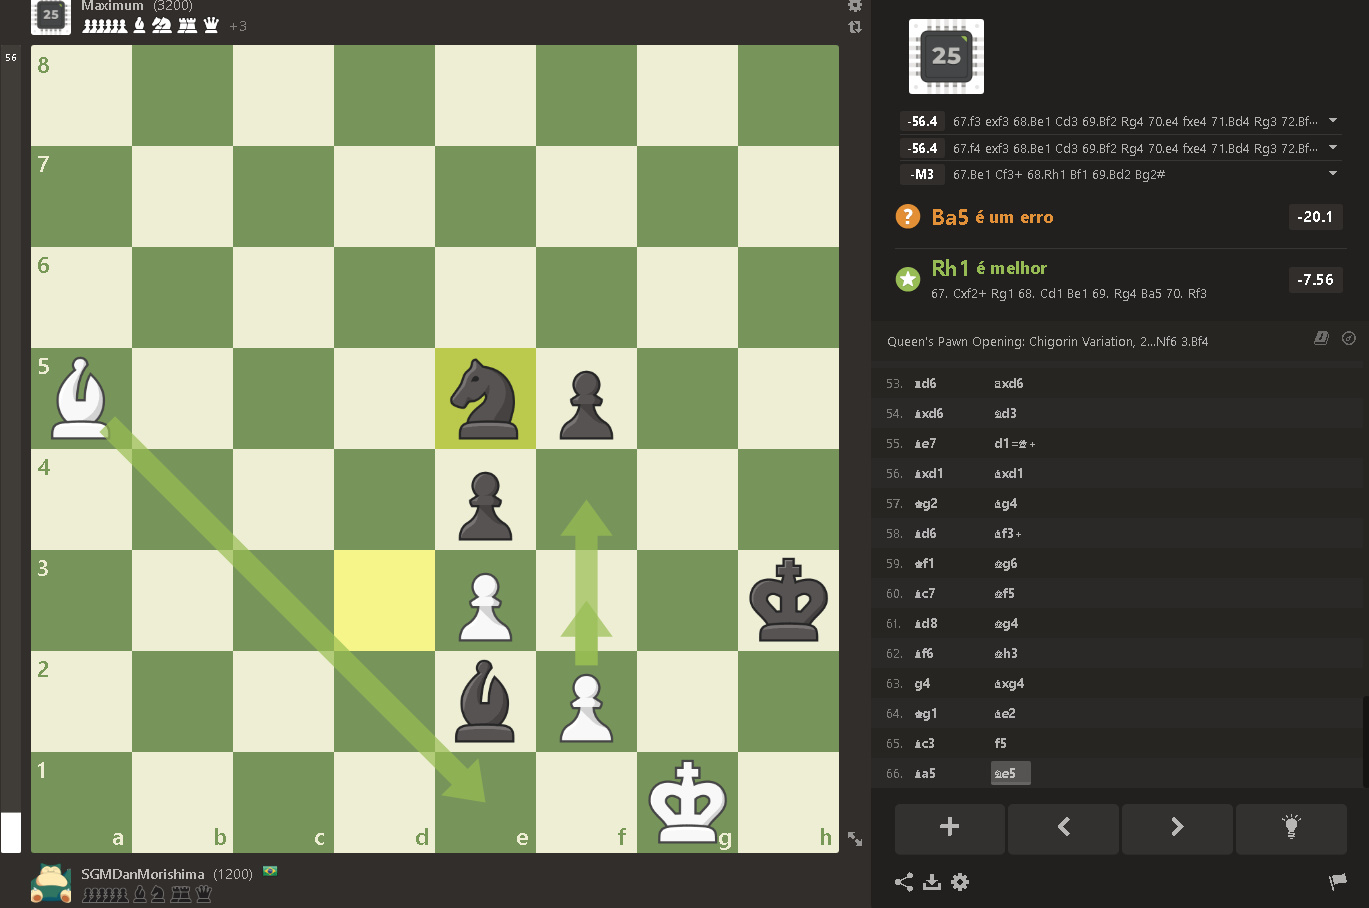 Maximum (3200)
25
+3
56
8
7
6
5
4
3
2
1
a b c d e f g h
SGMDanMorishima (1200)
25
-56.4 67.f3 exf3 68.Be1 Cd3 69.Bf2 Rg4 70.e4 fxe4 71.Bd4 Rg3 72.Bf···
-56.4 67.f4 exf3 68.Be1 Cd3 69.Bf2 Rg4 70.e4 fxe4 71.Bd4 Rg3 72.Bf···
-M3 67.Be1 Cf3+ 68.Rh1 Bf1 69.Bd2 Bg2#
? Ba5 é um erro -20.1
Rh1 é melhor -7.56
67. Cxf2+ Rg1 68. Cd1 Be1 69. Rg4 Ba5 70. Rf3
Queen's Pawn Opening: Chigorin Variation, 2...Nf6 3.Bf4
53. ♜d6 ♙xd6
54. ♝xd6 ♘d3
55. ♝e7 d1=♕+
56. ♝xd1 ♗xd1
57. ♚g2 ♗g4
58. ♝d6 ♗f3+
59. ♚f1 ♔g6
60. ♝c7 ♔f5
61. ♝d8 ♔g4
62. ♝f6 ♔h3
63. g4 ♗xg4
64. ♚g1 ♗e2
65. ♝c3 f5
66. ♝a5 ♘e5